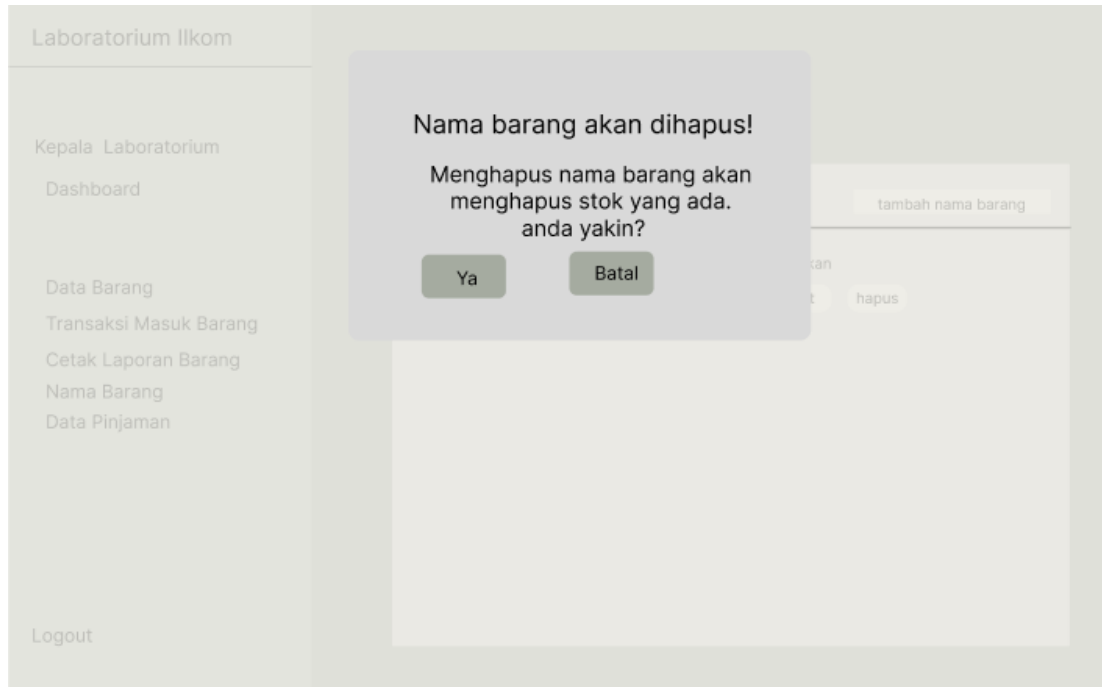 Laboratorium Ilkom
Kepala Laboratorium
Dashboard
Data Barang
Transaksi Masuk Barang
Cetak Laporan Barang
Nama Barang
Data Pinjaman
Logout
Nama barang akan dihapus!
Menghapus nama barang akan
menghapus stok yang ada.
anda yakin?
Ya
Batal
tambah nama barang
hapus